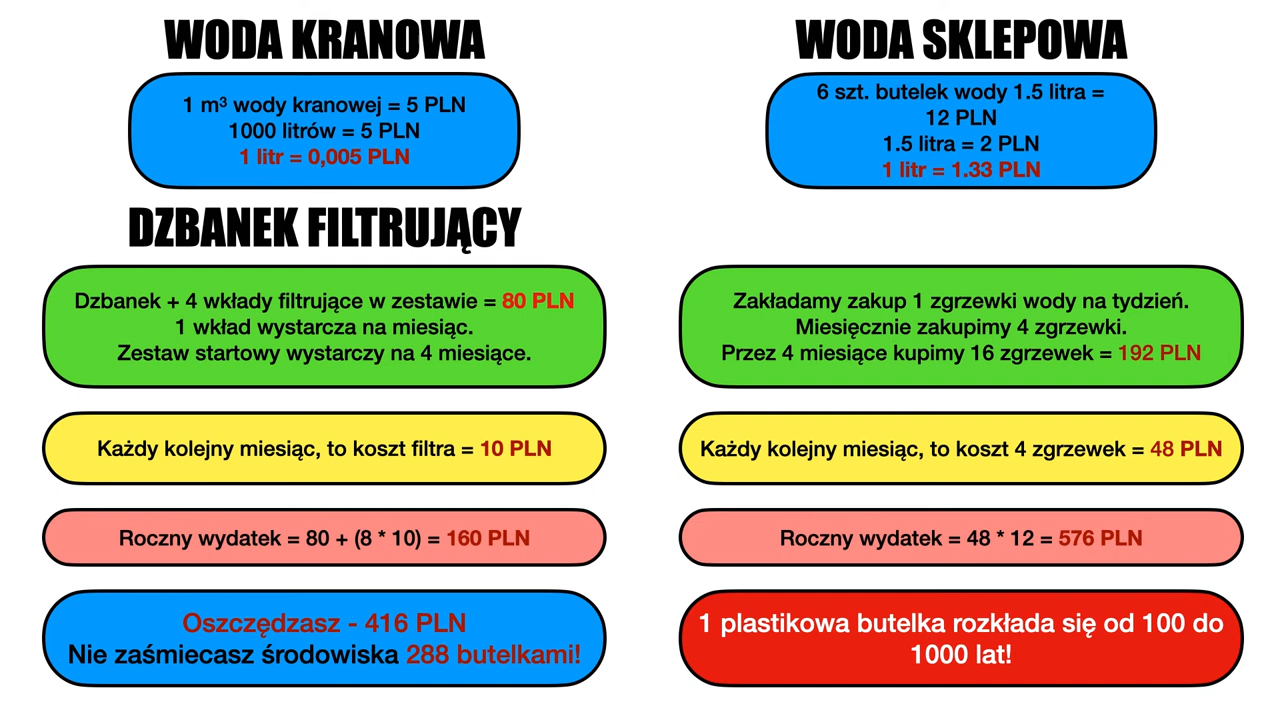 WODA KRANOWA
1 m³ wody kranowej = 5 PLN
1000 litrów = 5 PLN
1 litr = 0,005 PLN
DZBANEK FILTRUJĄCY
Dzbanek + 4 wkłady filtrujące w zestawie = 80 PLN
1 wkład wystarcza na miesiąc.
Zestaw startowy wystarczy na 4 miesiące.
Każdy kolejny miesiąc, to koszt filtra = 10 PLN
Roczny wydatek = 80 + (8 * 10) = 160 PLN
Oszczędzasz - 416 PLN
Nie zaśmiecasz środowiska 288 butelkami!
WODA SKLEPOWA
6 szt. butelek wody 1.5 litra =
12 PLN
1.5 litra = 2 PLN
1 litr = 1.33 PLN
Zakładamy zakup 1 zgrzewki wody na tydzień.
Miesięcznie zakupimy 4 zgrzewki.
Przez 4 miesiące kupimy 16 zgrzewek = 192 PLN
Każdy kolejny miesiąc, to koszt 4 zgrzewek = 48 PLN
Roczny wydatek = 48 * 12 = 576 PLN
1 plastikowa butelka rozkłada się od 100 do
1000 lat!